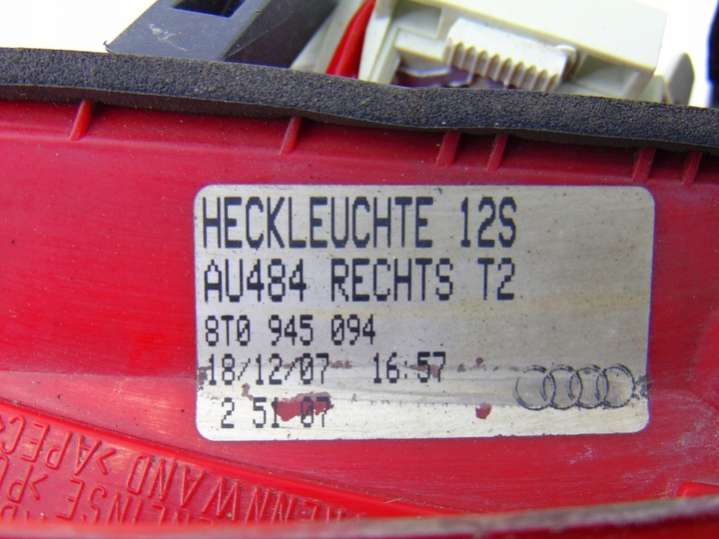 HECKLEUCHTE 12S
AU484 RECHTS T2
8T0 945 094
18/12/07 16:57
2 51 07